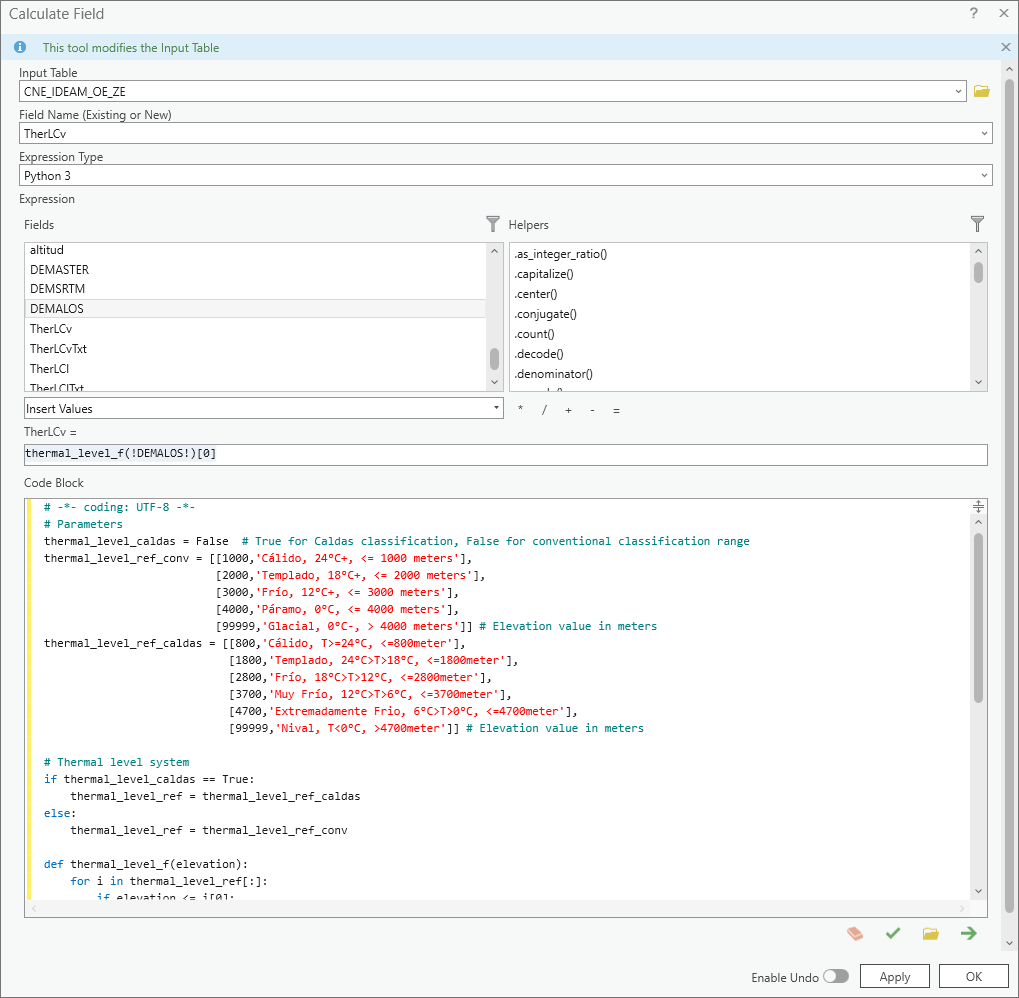 Calculate Field
?
This tool modifies the Input Table
Input Table
CNE_IDEAM_OE_ZE
Field Name (Existing or New)
TherLCv
Expression Type
Python 3
Expression
Fields
altitud
DEMASTER
DEMSRTM
DEMALOS
TherLCv
TherLCvTxt
TherLCl
TherLClTxt
Helpers
.as_integer_ratio()
.capitalize()
.center()
.conjugate()
.count()
.decode()
.denominator()
Insert Values
* / + - =
TherLCv =
thermal_level_f(!DEMALOS!)[0]
Code Block
# -*- coding: UTF-8 -*-
# Parameters
thermal_level_caldas = False  # True for Caldas classification, False for conventional classification range
thermal_level_ref_conv = [[1000,'Cálido, 24°C+, <= 1000 meters'],
[2000,'Templado, 18°C+, <= 2000 meters'],
[3000,'Frío, 12°C+, <= 3000 meters'],
[4000,'Páramo, 0°C, <= 4000 meters'],
[99999,'Glacial, 0°C-, > 4000 meters']] # Elevation value in meters
thermal_level_ref_caldas = [[800,'Cálido, T>=24°C, <=800meter'],
[1800,'Templado, 24°C>T>18°C, <=1800meter'],
[2800,'Frío, 18°C>T>12°C, <=2800meter'],
[3700,'Muy Frío, 12°C>T>6°C, <=3700meter'],
[4700,'Extremadamente Frio, 6°C>T>0°C, <=4700meter'],
[99999,'Nival, T<0°C, >4700meter']] # Elevation value in meters
# Thermal level system
if thermal_level_caldas == True:
thermal_level_ref = thermal_level_ref_caldas
else:
thermal_level_ref = thermal_level_ref_conv
def thermal_level_f(elevation):
for i in thermal_level_ref[:]:
if elevation <= i[0]:
Enable Undo
Apply
OK